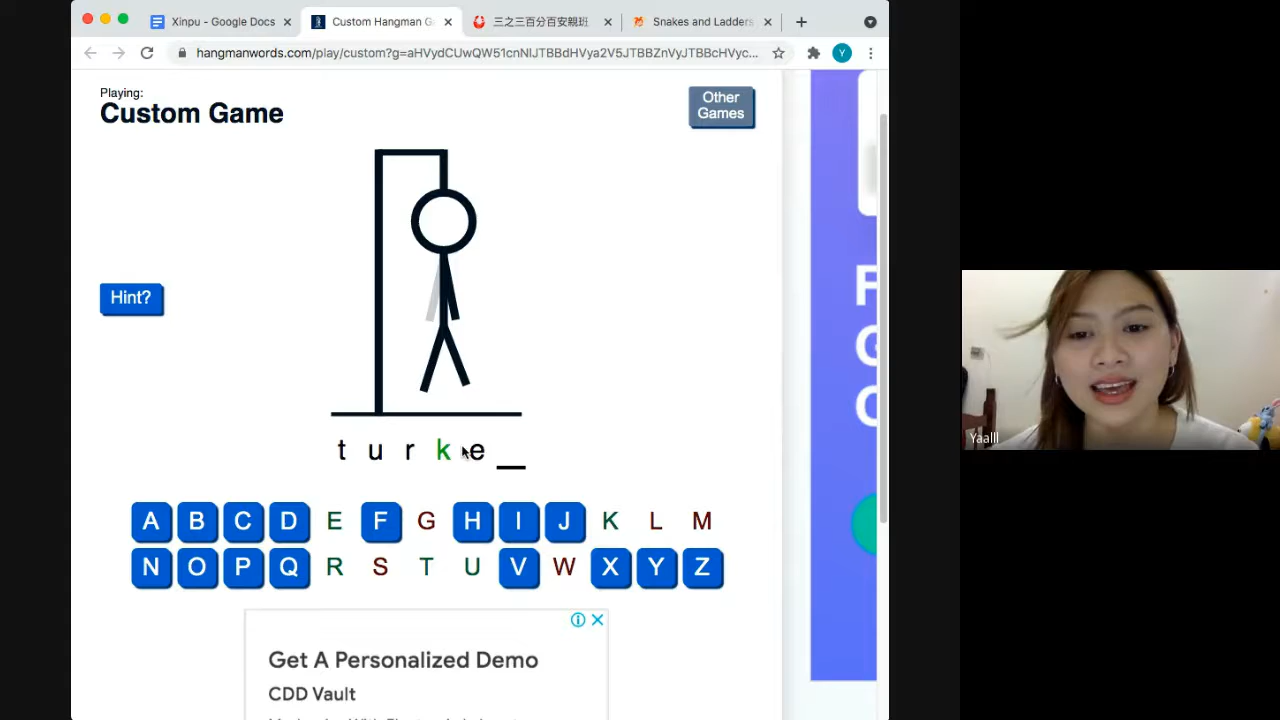 Xinpu - Google Docs
Custom Hangman G
三之三百分百安親班
Snakes and Ladders
hangmanwords.com/play/custom?g=aHVydCUwQW51cnNlJTBBdHVya2V5JTBBZnVyJTBBcHVyc...
Y
Playing:
Custom Game
Other
Games
Hint?
t u r k e _
A B C D E F G H I J K L M
N O P Q R S T U V W X Y Z
Get A Personalized Demo
CDD Vault
F
G
C
Yaalll